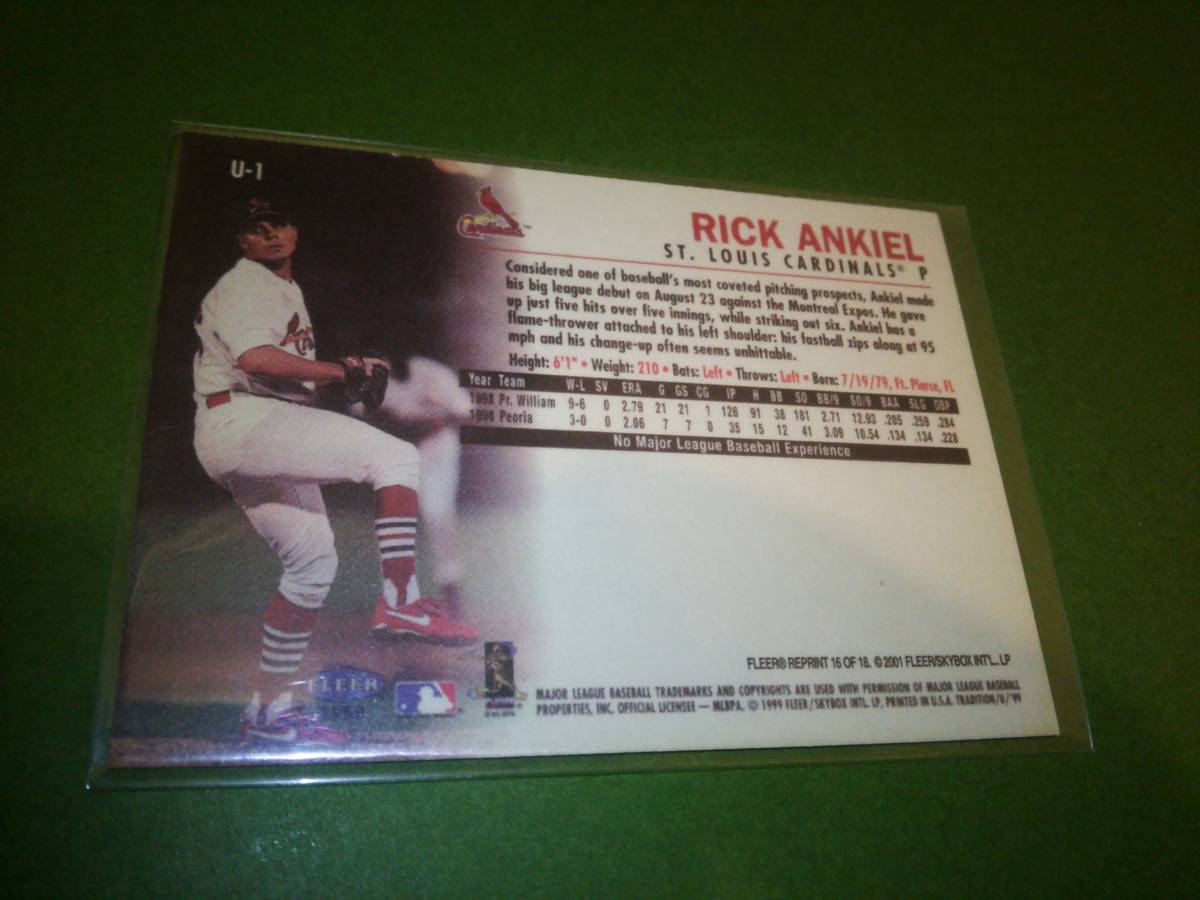 U-1
Cardinals™
RICK ANKIEL
ST. LOUIS CARDINALS® P
Considered one of baseball's most coveted pitching prospects, Ankiel made
his big league debut on August 23 against the Montreal Expos. He gave
up just five hits over five innings, while striking out six. Ankiel has a
flame-thrower attached to his left shoulder: his fastball zips along at 95
mph and his change-up often seems unhittable.
Height: 6'1" • Weight: 210 • Bats: Left • Throws: Left • Born: 7/19/79, Ft. Pierce, FL
Year Team W-L SV ERA G GS CG IP H BB SO BB/9 SO/9 BAA SLG OBP
1998 Pr. William 9-6 0 2.79 21 21 1 126 91 38 181 2.71 12.93 .205 .259 .284
1998 Peoria 3-0 0 2.06 7 7 0 35 15 12 41 3.09 10.54 .134 .134 .228
No Major League Baseball Experience
FLEER® REPRINT 16 OF 18. © 2001 FLEER/SKYBOX INT'L., LP
FLEER
MAJOR LEAGUE BASEBALL TRADEMARKS AND COPYRIGHTS ARE USED WITH PERMISSION OF MAJOR LEAGUE BASEBALL
PROPERTIES, INC. OFFICIAL LICENSEE — MLBPA. © 1999 FLEER/SKYBOX INTL. LP, PRINTED IN U.S.A. TRADITION/U/'99